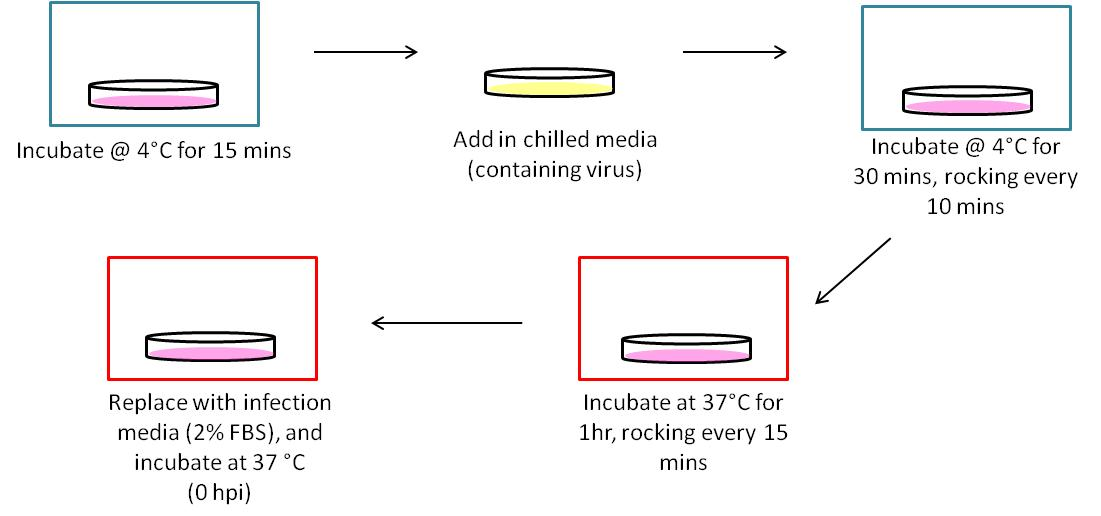 Incubate @ 4°C for 15 mins
Add in chilled media
(containing virus)
Incubate @ 4°C for
30 mins, rocking every
10 mins
Incubate at 37°C for
1hr, rocking every 15
mins
Replace with infection
media (2% FBS), and
incubate at 37 °C
(0 hpi)